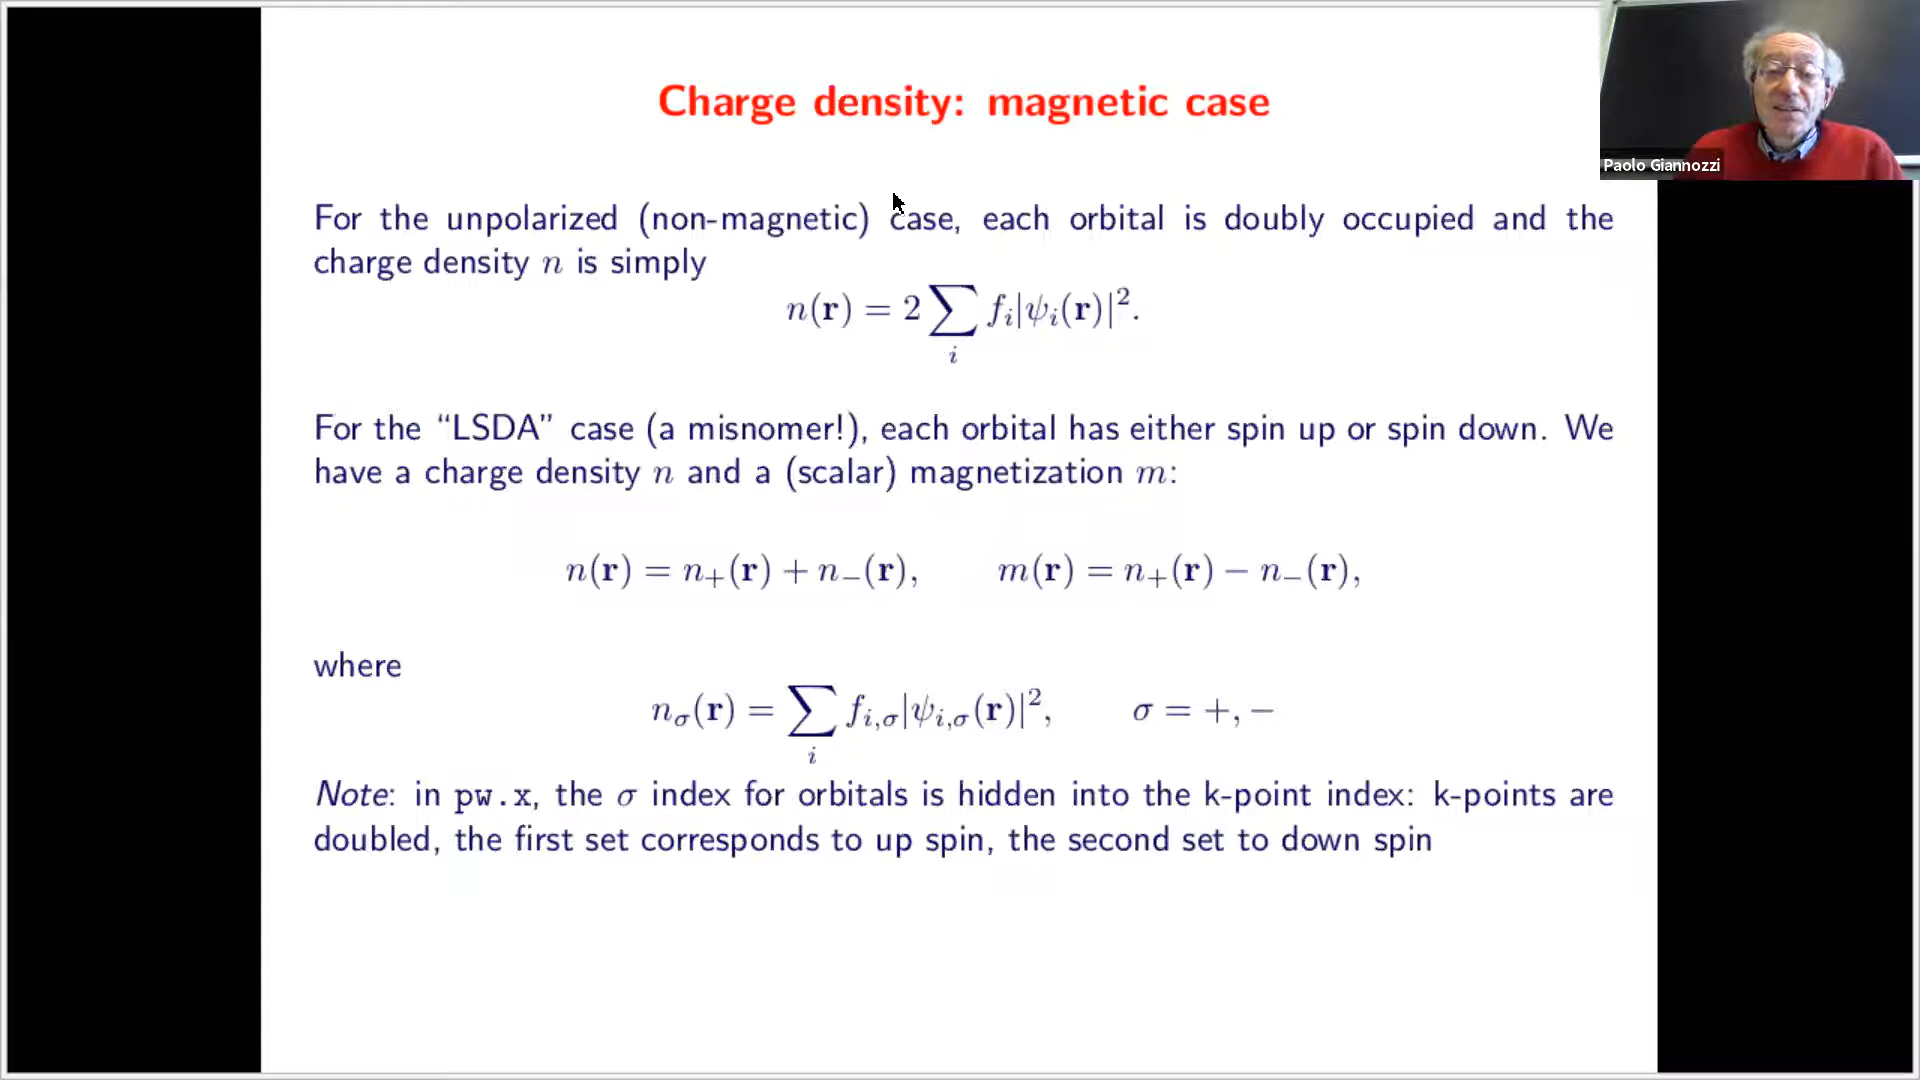 Charge density: magnetic case
Paolo Giannozzi
For the unpolarized (non-magnetic) case, each orbital is doubly occupied and the
charge density n is simply
n(r) = 2 ∑_i f_i|ψ_i(r)|².
For the “LSDA” case (a misnomer!), each orbital has either spin up or spin down. We
have a charge density n and a (scalar) magnetization m:
n(r) = n₊(r) + n₋(r), m(r) = n₊(r) − n₋(r),
where
n_σ(r) = ∑_i f_{i,σ}|ψ_{i,σ}(r)|², σ = +, −
Note: in pw.x, the σ index for orbitals is hidden into the k-point index: k-points are
doubled, the first set corresponds to up spin, the second set to down spin